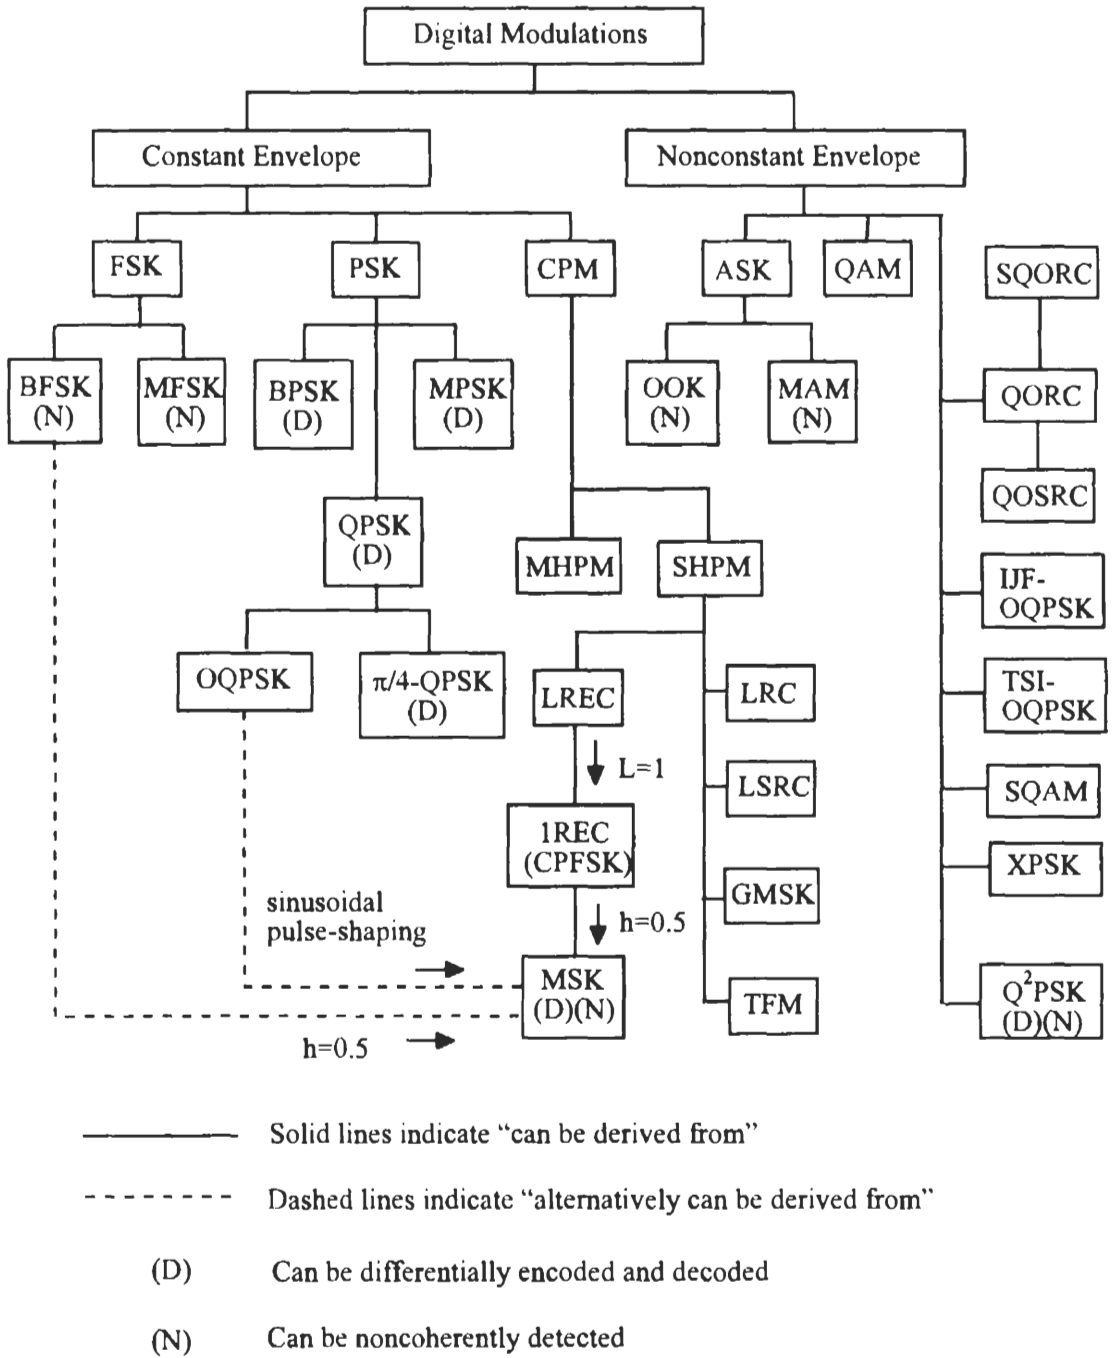 Digital Modulations
Constant Envelope
Nonconstant Envelope
FSK
PSK
CPM
ASK
QAM
SQORC
BFSK
(N)
MFSK
(N)
BPSK
(D)
MPSK
(D)
OOK
(N)
MAM
(N)
QORC
QOSRC
QPSK
(D)
MHPM
SHPM
IJF-
OQPSK
OQPSK
π/4-QPSK
(D)
LREC
LRC
TSI-
OQPSK
L=1
LSRC
SQAM
1REC
(CPFSK)
XPSK
GMSK
sinusoidal
pulse-shaping
h=0.5
MSK
(D)(N)
TFM
Q²PSK
(D)(N)
h=0.5
Solid lines indicate “can be derived from”
Dashed lines indicate “alternatively can be derived from”
(D) Can be differentially encoded and decoded
(N) Can be noncoherently detected